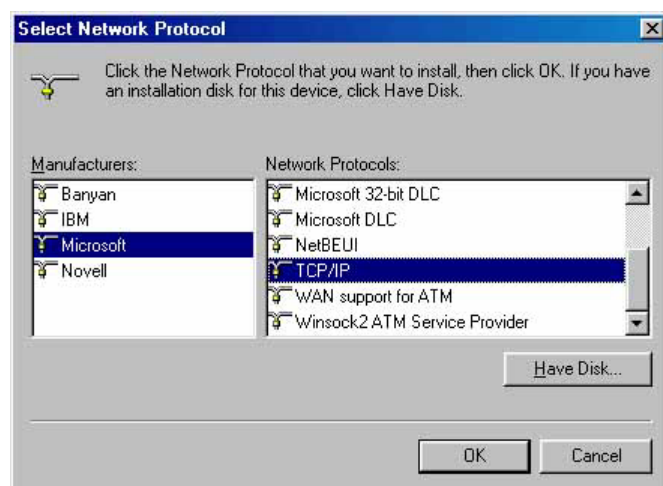 Select Network Protocol
Click the Network Protocol that you want to install, then click OK. If you have
an installation disk for this device, click Have Disk.
Manufacturers:
Banyan
IBM
Microsoft
Novell
Network Protocols:
Microsoft 32-bit DLC
Microsoft DLC
NetBEUI
TCP/IP
WAN support for ATM
Winsock2 ATM Service Provider
Have Disk...
OK
Cancel